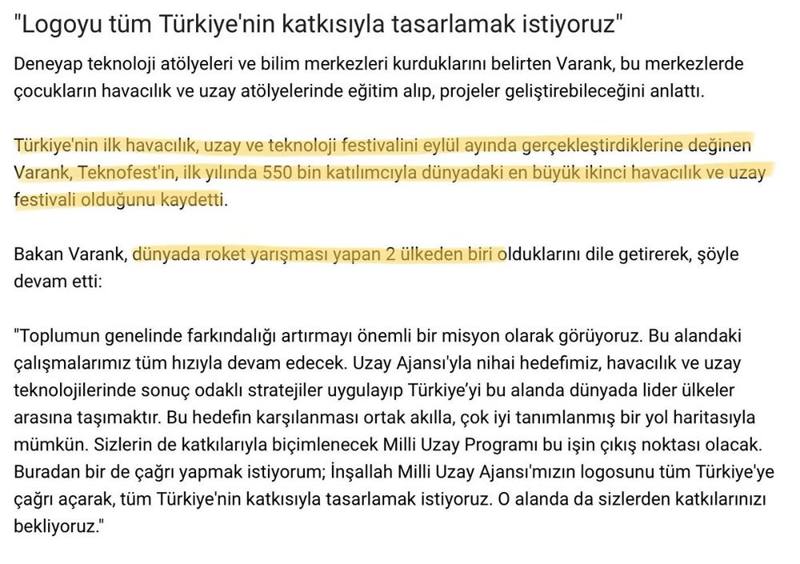 "Logoyu tüm Türkiye'nin katkısıyla tasarlamak istiyoruz"
Deneyap teknoloji atölyeleri ve bilim merkezleri kurduklarını belirten Varank, bu merkezlerde
çocukların havacılık ve uzay atölyelerinde eğitim alıp, projeler geliştirebileceğini anlattı.
Türkiye'nin ilk havacılık, uzay ve teknoloji festivalini eylül ayında gerçekleştirdiklerine değinen
Varank, Teknofest'in, ilk yılında 550 bin katılımcıyla dünyadaki en büyük ikinci havacılık ve uzay
festivali olduğunu kaydetti.
Bakan Varank, dünyada roket yarışması yapan 2 ülkeden biri olduklarını dile getirerek, şöyle
devam etti:
"Toplumun genelinde farkındalığı artırmayı önemli bir misyon olarak görüyoruz. Bu alandaki
çalışmalarımız tüm hızıyla devam edecek. Uzay Ajansı'yla nihai hedefimiz, havacılık ve uzay
teknolojilerinde sonuç odaklı stratejiler uygulayıp Türkiye’yi bu alanda dünyada lider ülkeler
arasına taşımaktır. Bu hedefin karşılanması ortak akılla, çok iyi tanımlanmış bir yol haritasıyla
mümkün. Sizlerin de katkılarıyla biçimlenecek Milli Uzay Programı bu işin çıkış noktası olacak.
Buradan bir de çağrı yapmak istiyorum; İnşallah Milli Uzay Ajansı'mızın logosunu tüm Türkiye'ye
çağrı açarak, tüm Türkiye'nin katkısıyla tasarlamak istiyoruz. O alanda da sizlerden katkılarınızı
bekliyoruz."